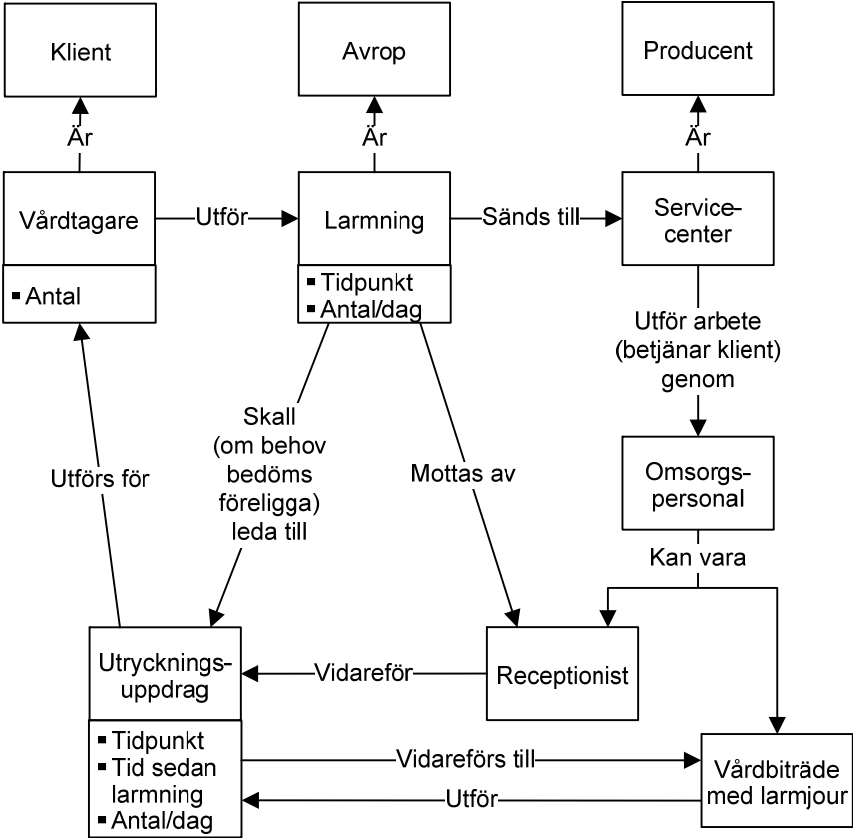 Klient
Avrop
Producent
Är
Är
Är
Vårdtagare
Utför
Larmning
Sänds till
Service-
center
▪ Antal
▪ Tidpunkt
▪ Antal/dag
Utför arbete
(betjänar klient)
genom
Skall
(om behov
bedöms
föreligga)
leda till
Utförs för
Mottas av
Omsorgs-
personal
Kan vara
Utrycknings-
uppdrag
Vidareför
Receptionist
▪ Tidpunkt
▪ Tid sedan
larmning
▪ Antal/dag
Vidareförs till
Utför
Vårdbiträde
med larmjour